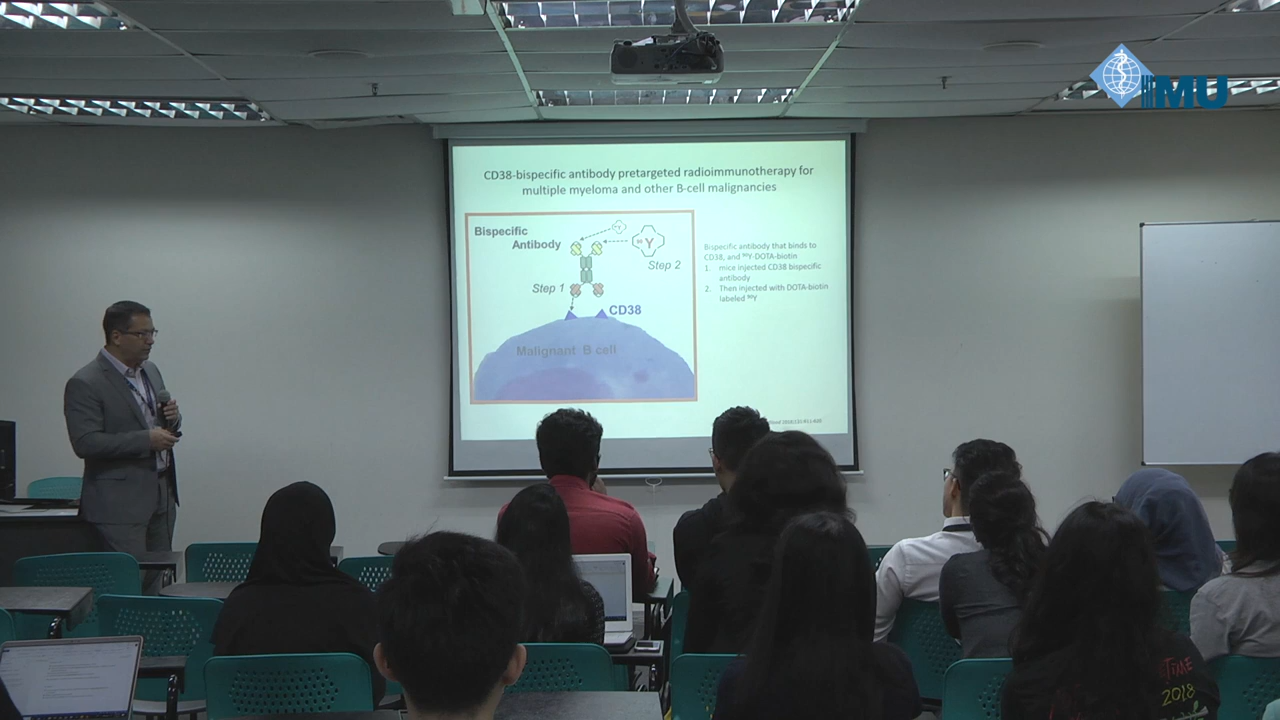 IMU
CD38-bispecific antibody pretargeted radioimmunotherapy for
multiple myeloma and other B-cell malignancies
Bispecific
Antibody
⁹⁰Y
Step 2
Step 1
CD38
Malignant B cell
Bispecific antibody that binds to
CD38, and ⁹⁰Y-DOTA-biotin
1. mice injected CD38 bispecific
antibody
2. Then injected with DOTA-biotin
labeled ⁹⁰Y
2018